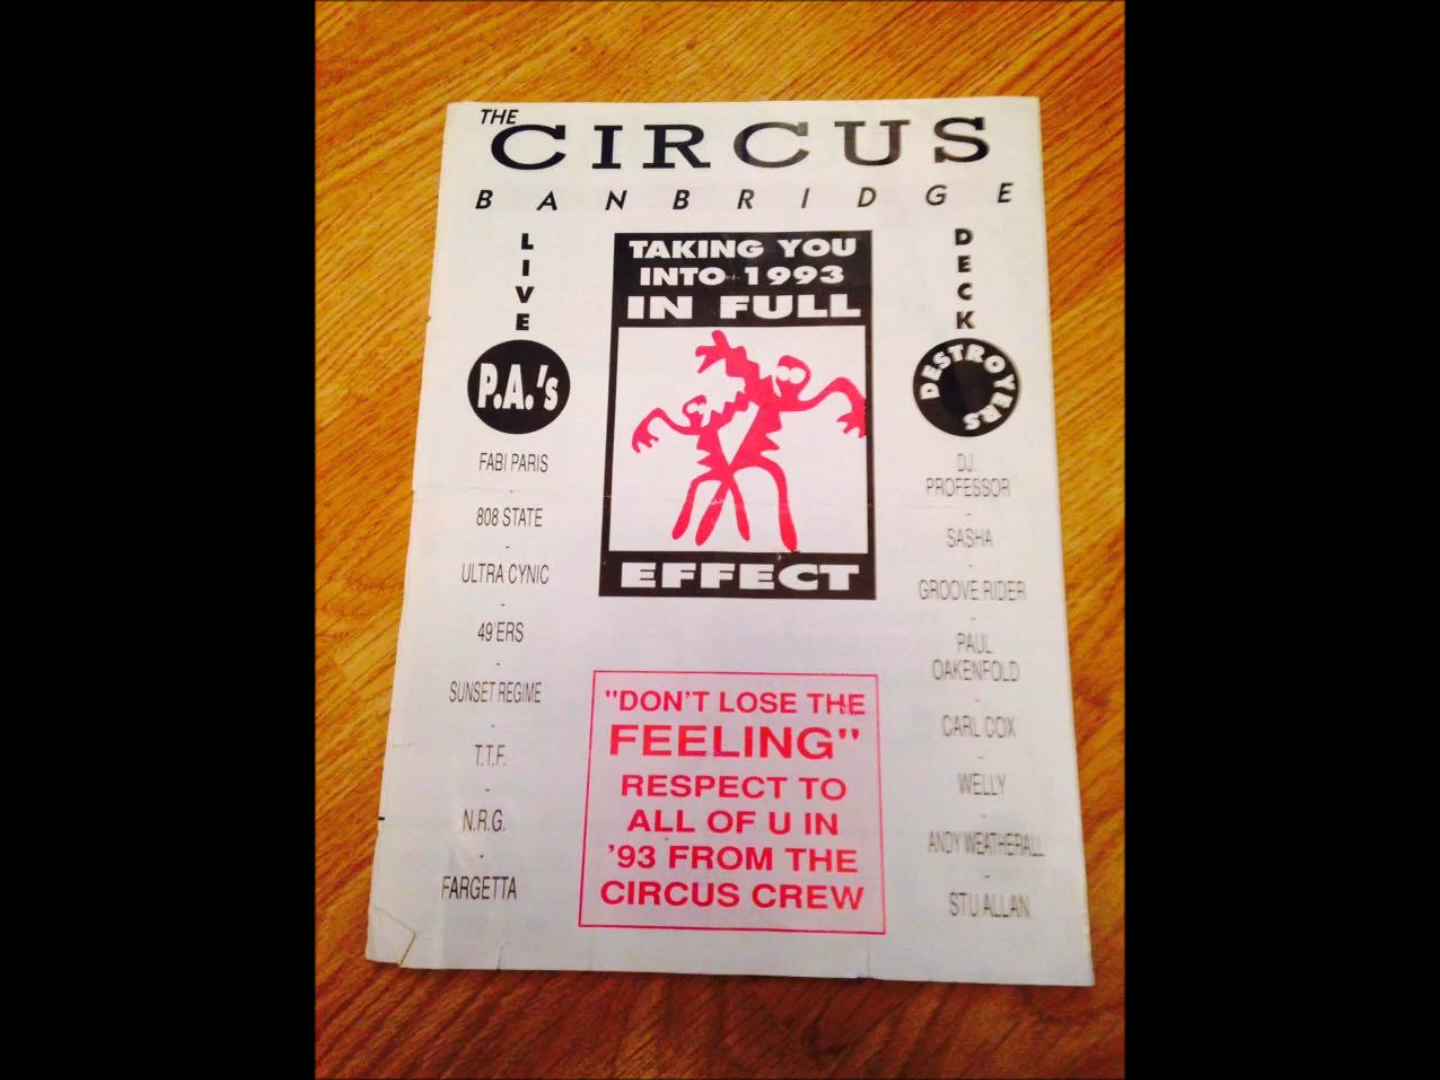 THE
CIRCUS
BANBRIDGE
LIVE
P.A.'s
FABI PARIS
-
808 STATE
-
ULTRA CYNIC
-
49'ERS
-
SUNSET REGIME
-
T.T.F.
-
N.R.G.
-
FARGETTA
TAKING YOU
INTO 1993
IN FULL
EFFECT
"DON'T LOSE THE
FEELING"
RESPECT TO
ALL OF U IN
'93 FROM THE
CIRCUS CREW
DECK
DESTROYERS
DJ.
PROFESSOR
-
SASHA
-
GROOVE RIDER
-
PAUL
OAKENFOLD
-
CARL COX
-
WELLY
-
ANDY WEATHERALL
-
STU ALLAN